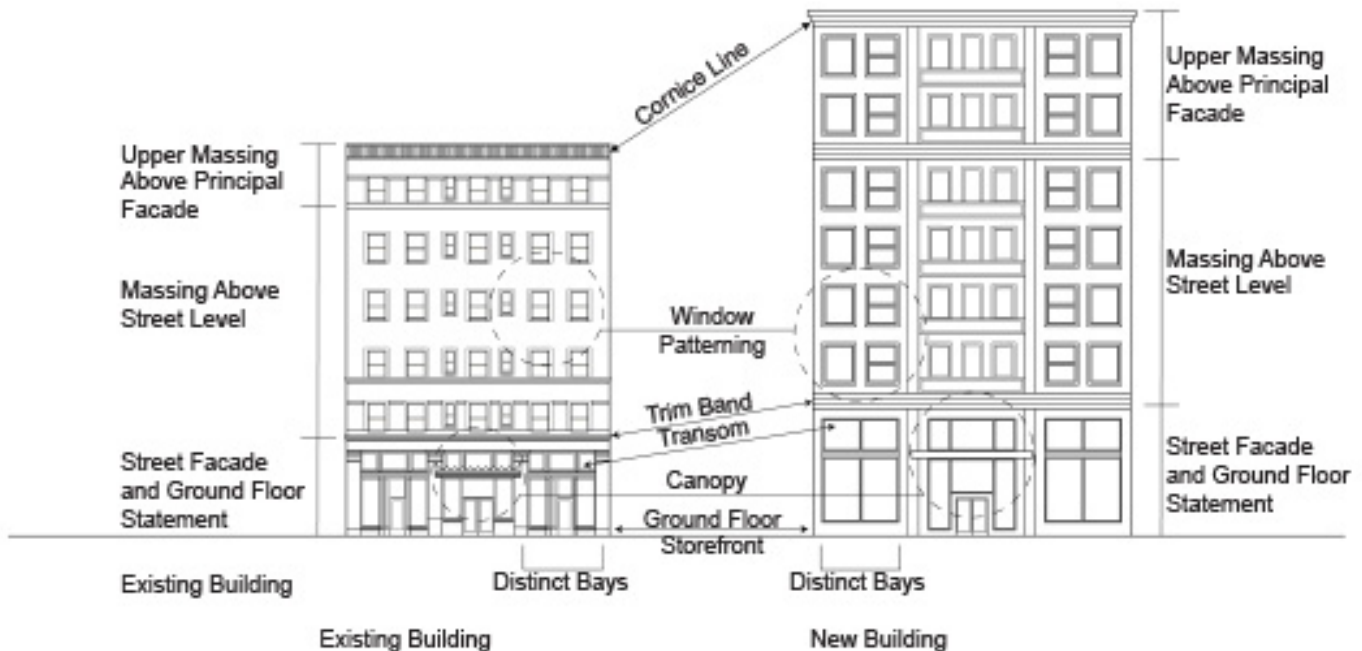 Cornice Line
Upper Massing
Above Principal
Facade
Upper Massing
Above Principal
Facade
Massing Above
Street Level
Window
Patterning
Massing Above
Street Level
Trim Band
Transom
Street Facade
and Ground Floor
Statement
Canopy
Street Facade
and Ground Floor
Statement
Ground Floor
Storefront
Existing Building
Distinct Bays
Distinct Bays
Existing Building
New Building